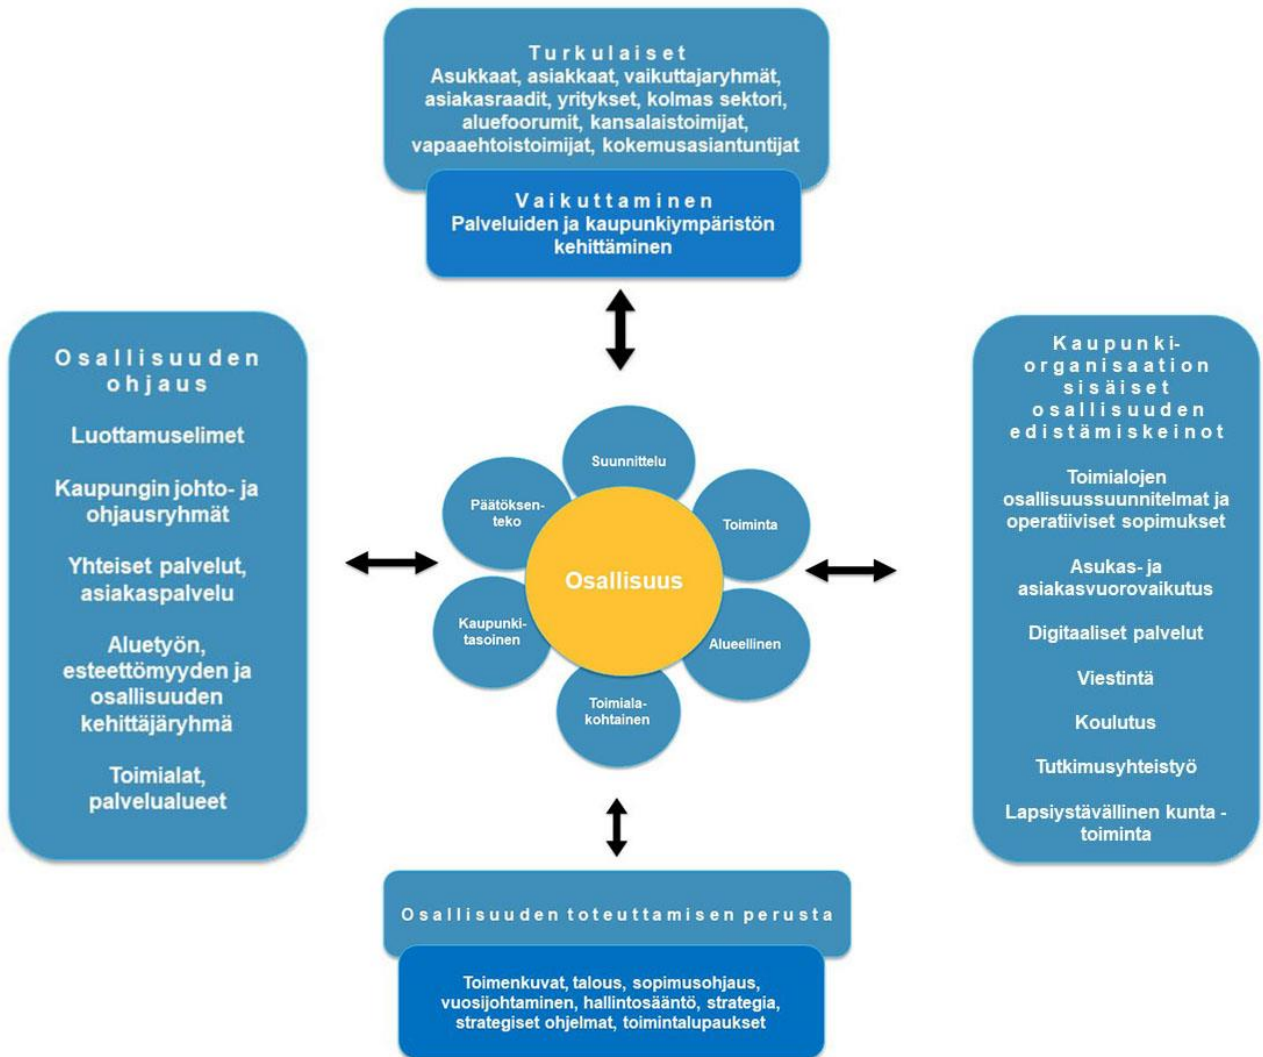 Turkulaiset
Asukkaat, asiakkaat, vaikuttajaryhmät,
asiakasraadit, yritykset, kolmas sektori,
aluefoorumit, kansalaistoimijat,
vapaaehtoistoimijat, kokemusasiantuntijat
Vaikuttaminen
Palveluiden ja kaupunkiympäristön
kehittäminen
Osallisuuden
ohjaus
Luottamuselimet
Kaupungin johto- ja
ohjausryhmät
Yhteiset palvelut,
asiakaspalvelu
Aluetyön,
esteettömyyden ja
osallisuuden
kehittäjäryhmä
Toimialat,
palvelualueet
Suunnittelu
Päätöksen-
teko
Toiminta
Osallisuus
Kaupunki-
tasoinen
Alueellinen
Toimiala-
kohtainen
Kaupunki-
organisaation
sisäiset
osallisuuden
edistämiskeinot
Toimialojen
osallisuussuunnitelmat ja
operatiiviset sopimukset
Asukas- ja
asiakasvuorovaikutus
Digitaaliset palvelut
Viestintä
Koulutus
Tutkimusyhteistyö
Lapsiystävällinen kunta -
toiminta
Osallisuuden toteuttamisen perusta
Toimenkuvat, talous, sopimusohjaus,
vuosijohtaminen, hallintosääntö, strategia,
strategiset ohjelmat, toimintalupaukset